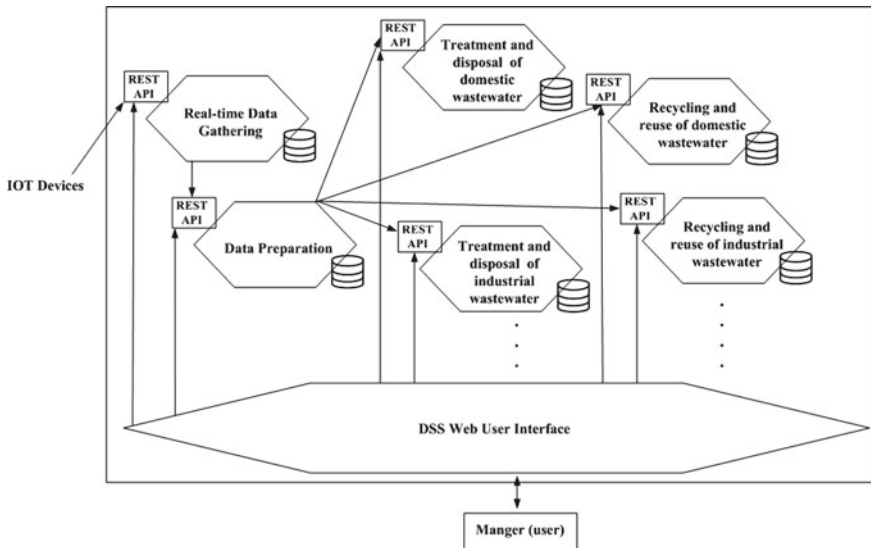 REST
API
Treatment and
disposal of
domestic
wastewater
REST
API
Real-time Data
Gathering
REST
API
Recycling and
reuse of domestic
wastewater
IOT Devices
REST
API
Data Preparation
REST
API
Treatment and
disposal of
industrial
wastewater
REST
API
Recycling and
reuse of industrial
wastewater
DSS Web User Interface
Manger (user)